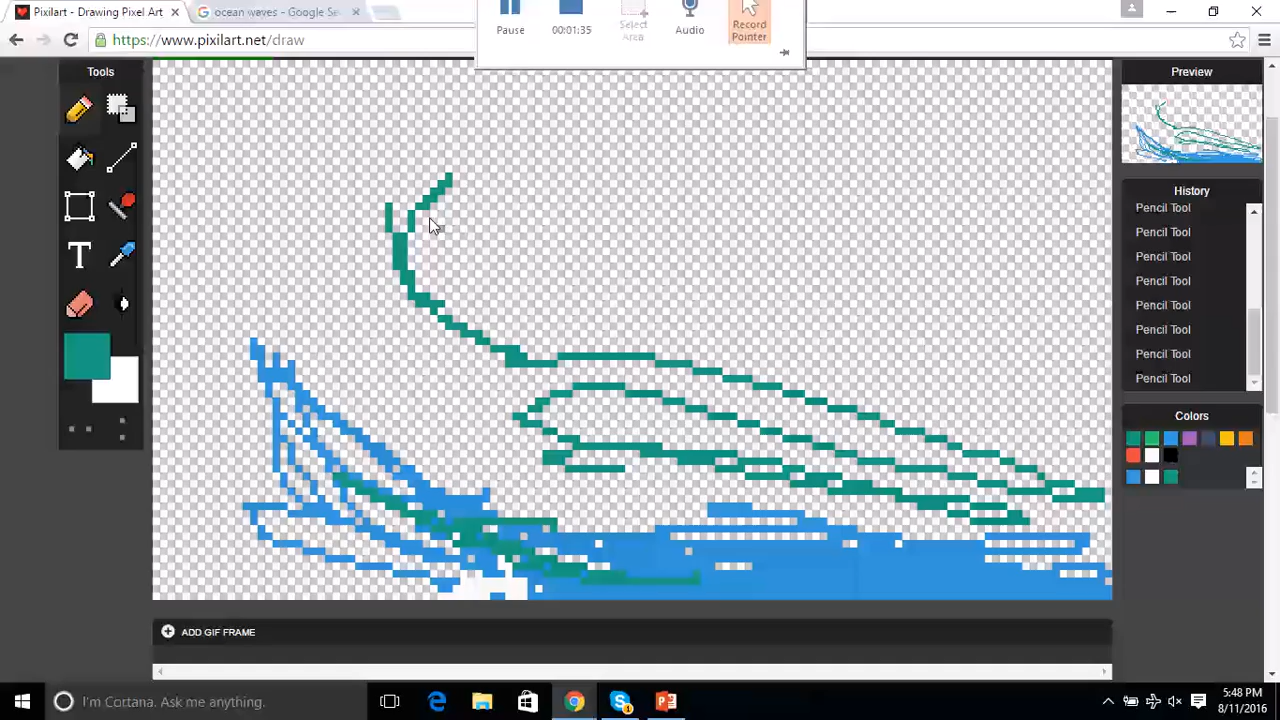 Pixilart - Drawing Pixel Art
ocean waves - Google Se
https://www.pixilart.net/draw
Pause
00:01:35
Select Area
Audio
Record Pointer
Tools
T
Preview
History
Pencil Tool
Pencil Tool
Pencil Tool
Pencil Tool
Pencil Tool
Pencil Tool
Pencil Tool
Pencil Tool
Colors
ADD GIF FRAME
I'm Cortana. Ask me anything.
5:48 PM
8/11/2016